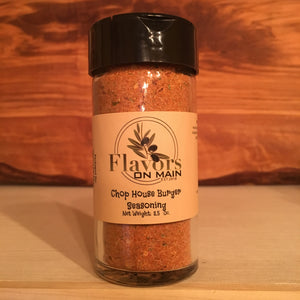 Flavors
ON MAIN
Chop House Burger
Seasoning
Net Weight: 2.5 Oz.